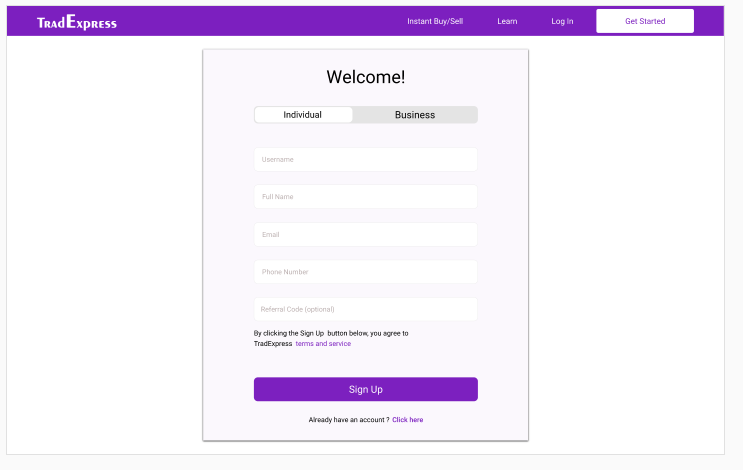 TradExpress
Instant Buy/Sell
Learn
Log In
Get Started
Welcome!
Individual
Business
Username
Full Name
Email
Phone Number
Referral Code (optional)
By clicking the Sign Up button below, you agree to
TradExpress terms and service
Sign Up
Already have an account ? Click here